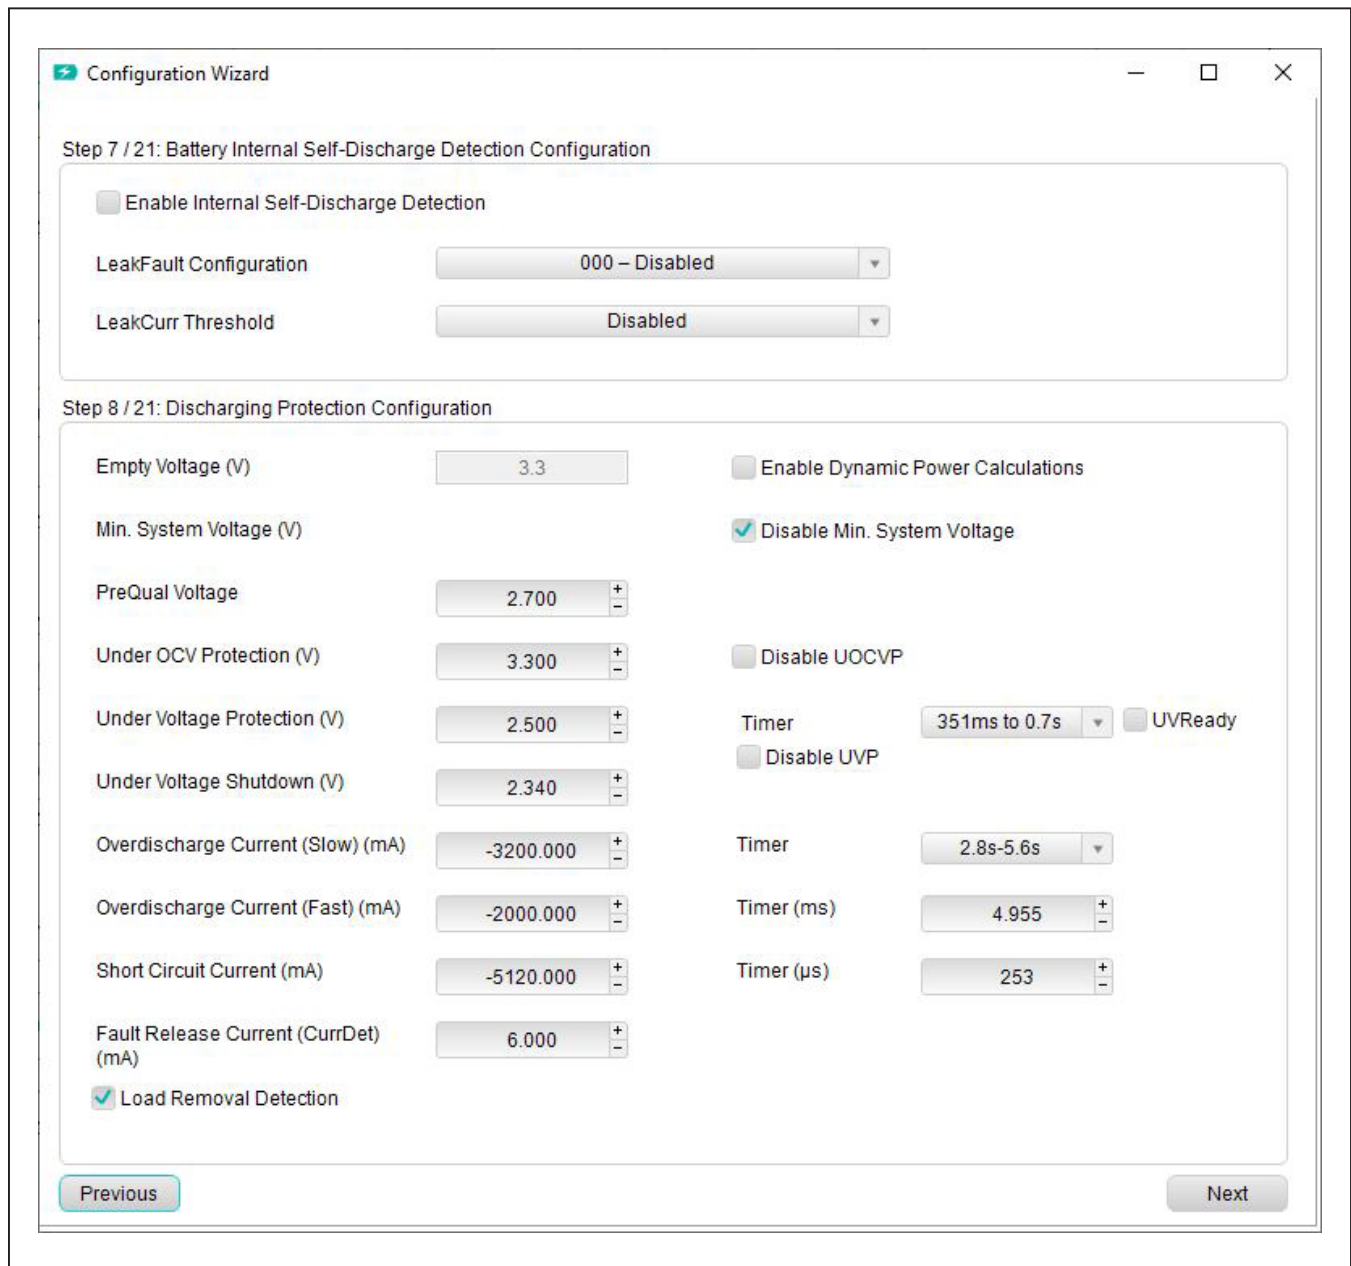 Configuration Wizard
Step 7 / 21: Battery Internal Self-Discharge Detection Configuration
Enable Internal Self-Discharge Detection
LeakFault Configuration 000 – Disabled
LeakCurr Threshold Disabled
Step 8 / 21: Discharging Protection Configuration
Empty Voltage (V) 3.3 Enable Dynamic Power Calculations
Min. System Voltage (V) Disable Min. System Voltage
PreQual Voltage 2.700 + −
Under OCV Protection (V) 3.300 + − Disable UOCVP
Under Voltage Protection (V) 2.500 + − Timer 351ms to 0.7s UVReady
Disable UVP
Under Voltage Shutdown (V) 2.340 + −
Overdischarge Current (Slow) (mA) -3200.000 + − Timer 2.8s-5.6s
Overdischarge Current (Fast) (mA) -2000.000 + − Timer (ms) 4.955 + −
Short Circuit Current (mA) -5120.000 + − Timer (µs) 253 + −
Fault Release Current (CurrDet) 6.000 + −
(mA)
Load Removal Detection
Previous Next